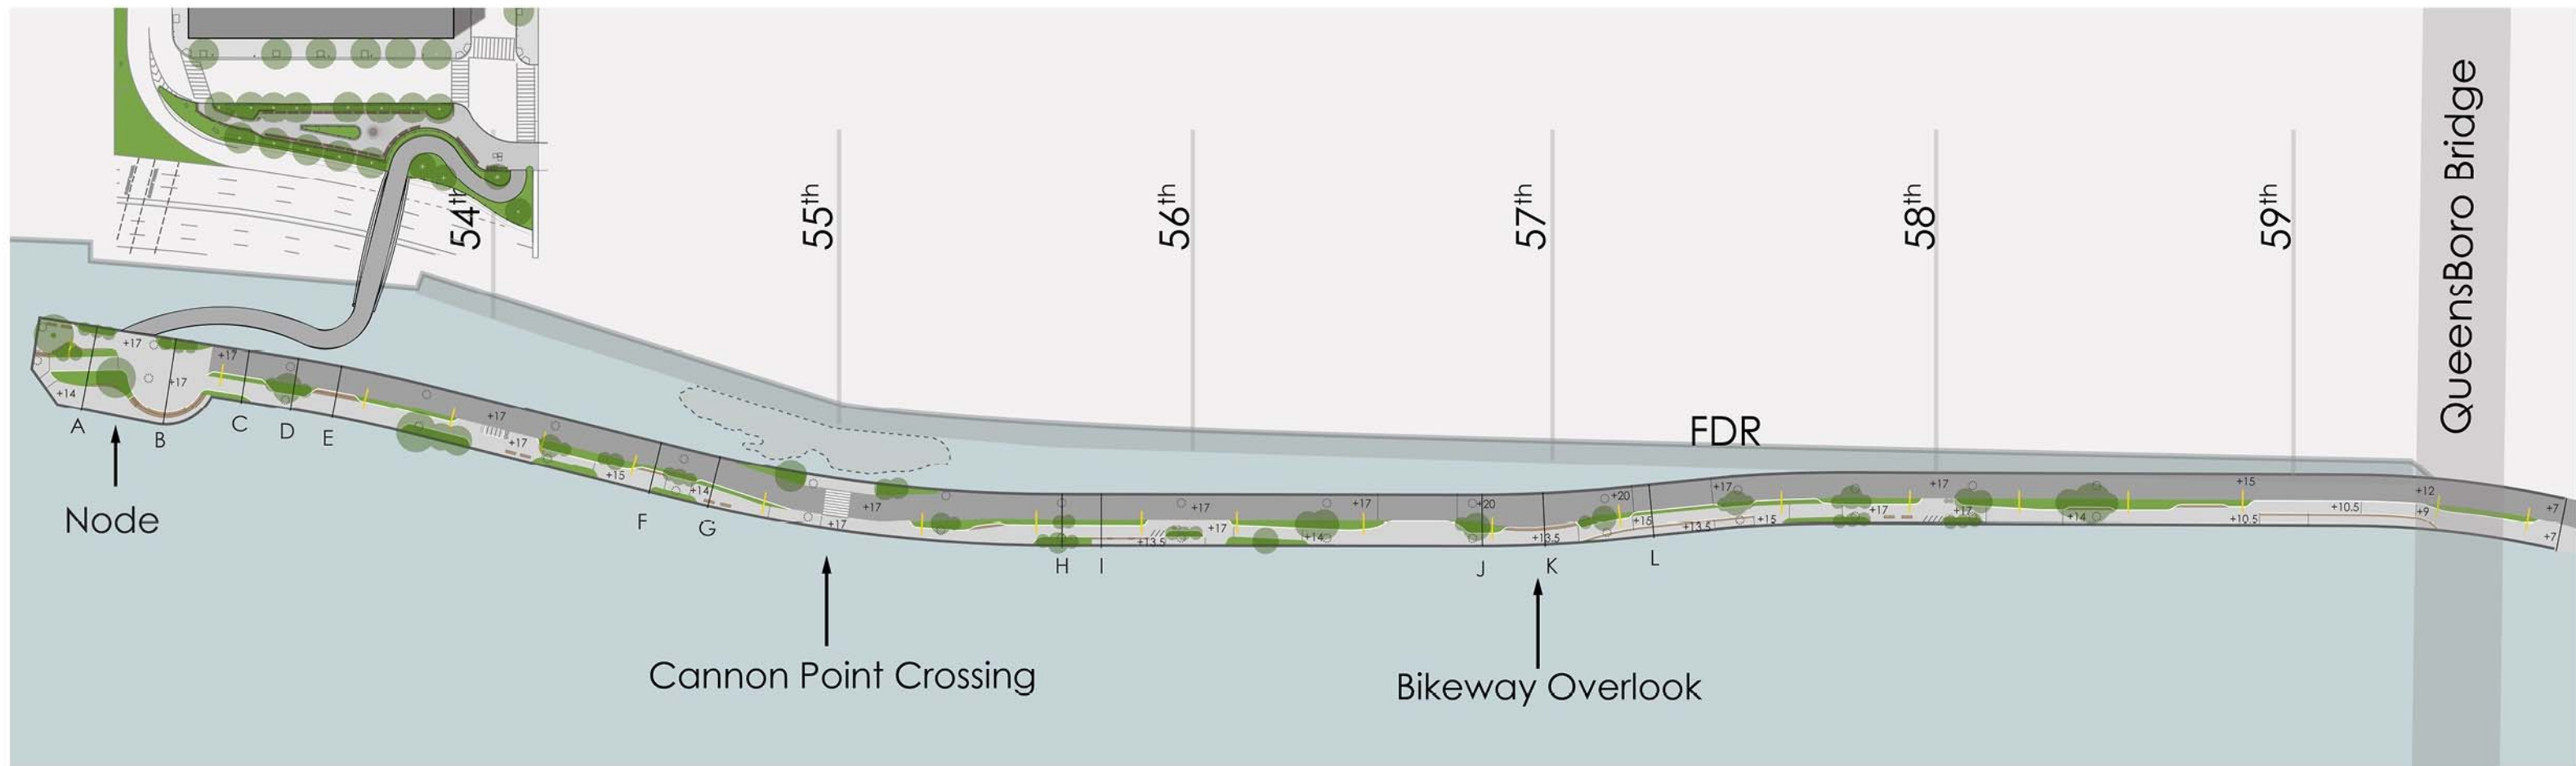 54th
55th
56th
57th
58th
59th
QueensBoro Bridge
FDR
+17
+17
+17
+14
+17
+17
+15
+14
+17
+17
+17
+17
+13.5
+14
+17
+20
+13.5
+20
+15
+17
+13.5
+15
+17
+17
+17
+14
+15
+10.5
+10.5
+12
+9
+7
+7
A
B
C
D
E
F
G
H
I
J
K
L
Node
Cannon Point Crossing
Bikeway Overlook